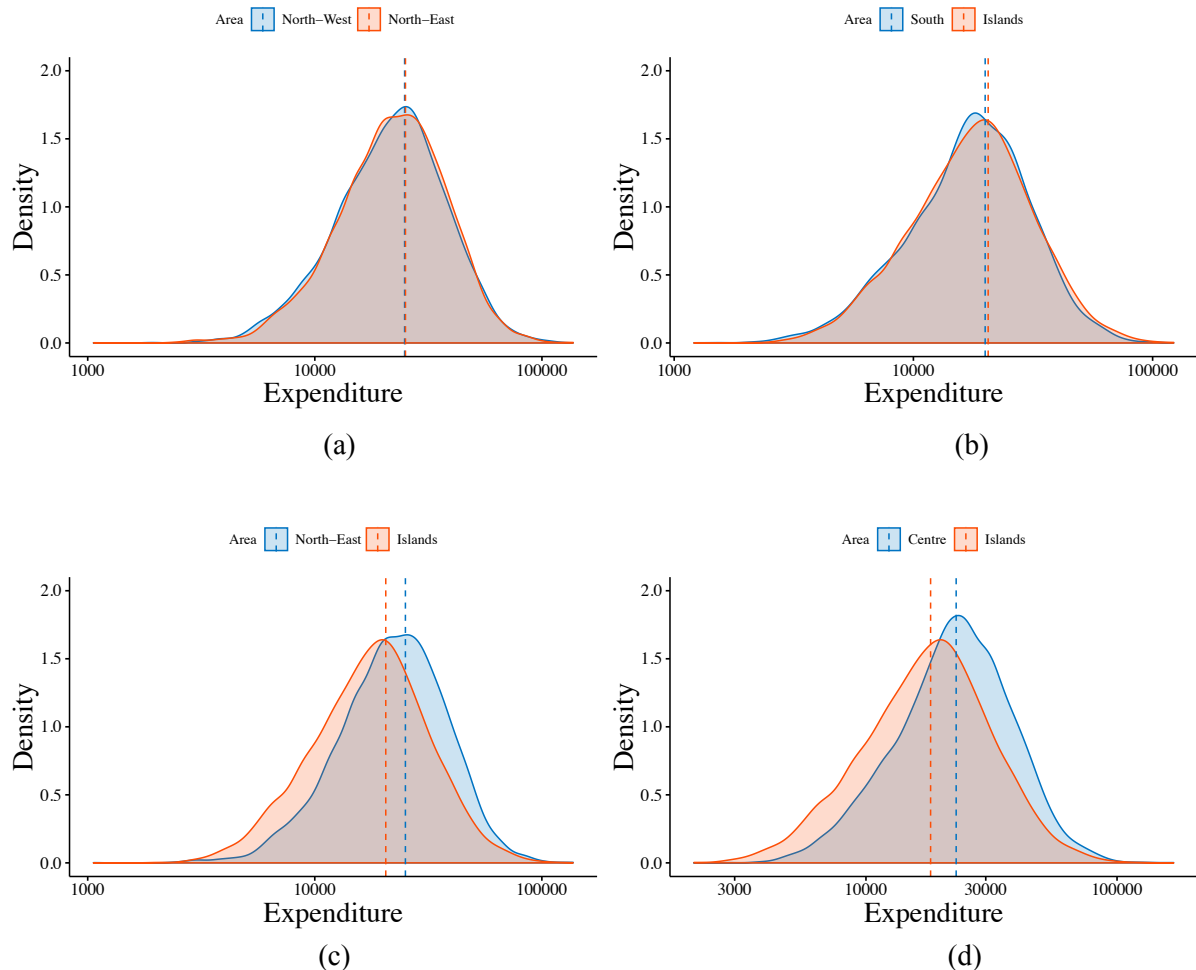 Area North−West North−East
2.0
1.5
1.0
0.5
0.0
Density
1000 10000 100000
Expenditure
(a)
Area South Islands
2.0
1.5
1.0
0.5
0.0
Density
1000 10000 100000
Expenditure
(b)
Area North−East Islands
2.0
1.5
1.0
0.5
0.0
Density
1000 10000 100000
Expenditure
(c)
Area Centre Islands
2.0
1.5
1.0
0.5
0.0
Density
3000 10000 30000 100000
Expenditure
(d)